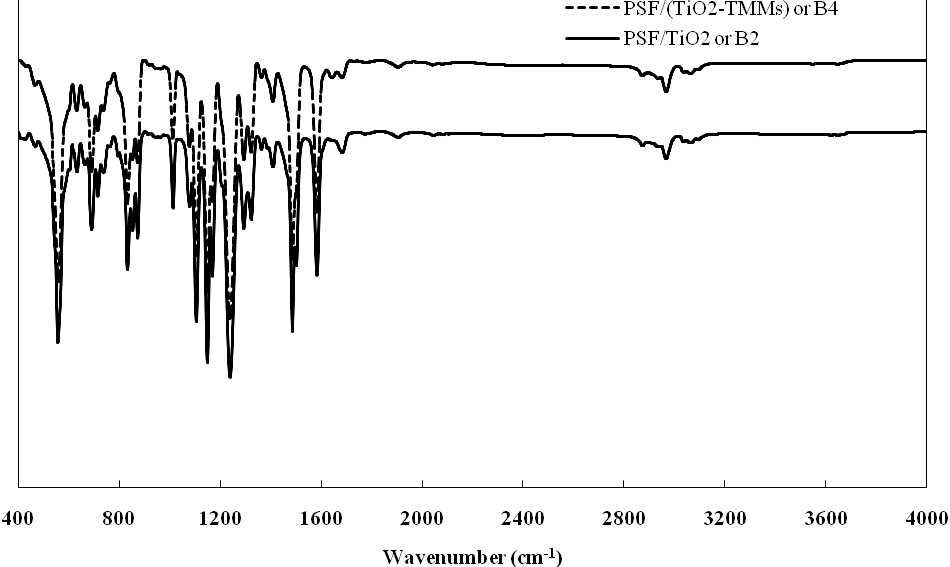 PSF/(TiO2-TMMs) or B4
PSF/TiO2 or B2
400 800 1200 1600 2000 2400 2800 3200 3600 4000
Wavenumber (cm⁻¹)